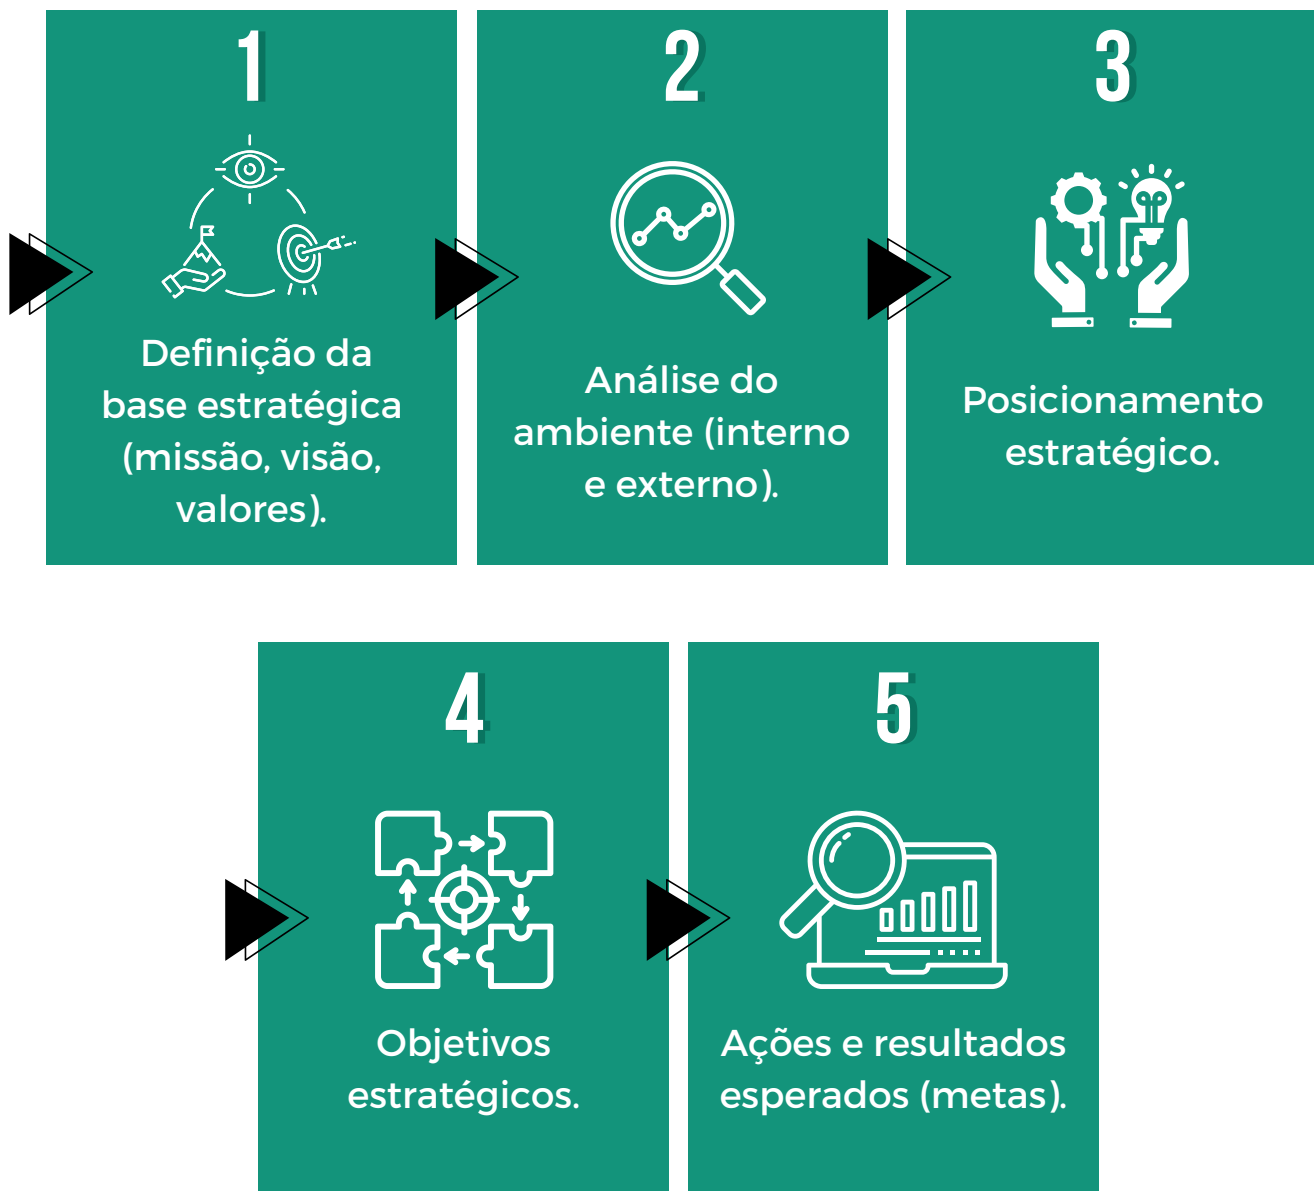 1
Definição da
base estratégica
(missão, visão,
valores).
2
Análise do
ambiente (interno
e externo).
3
Posicionamento
estratégico.
4
Objetivos
estratégicos.
5
Ações e resultados
esperados (metas).